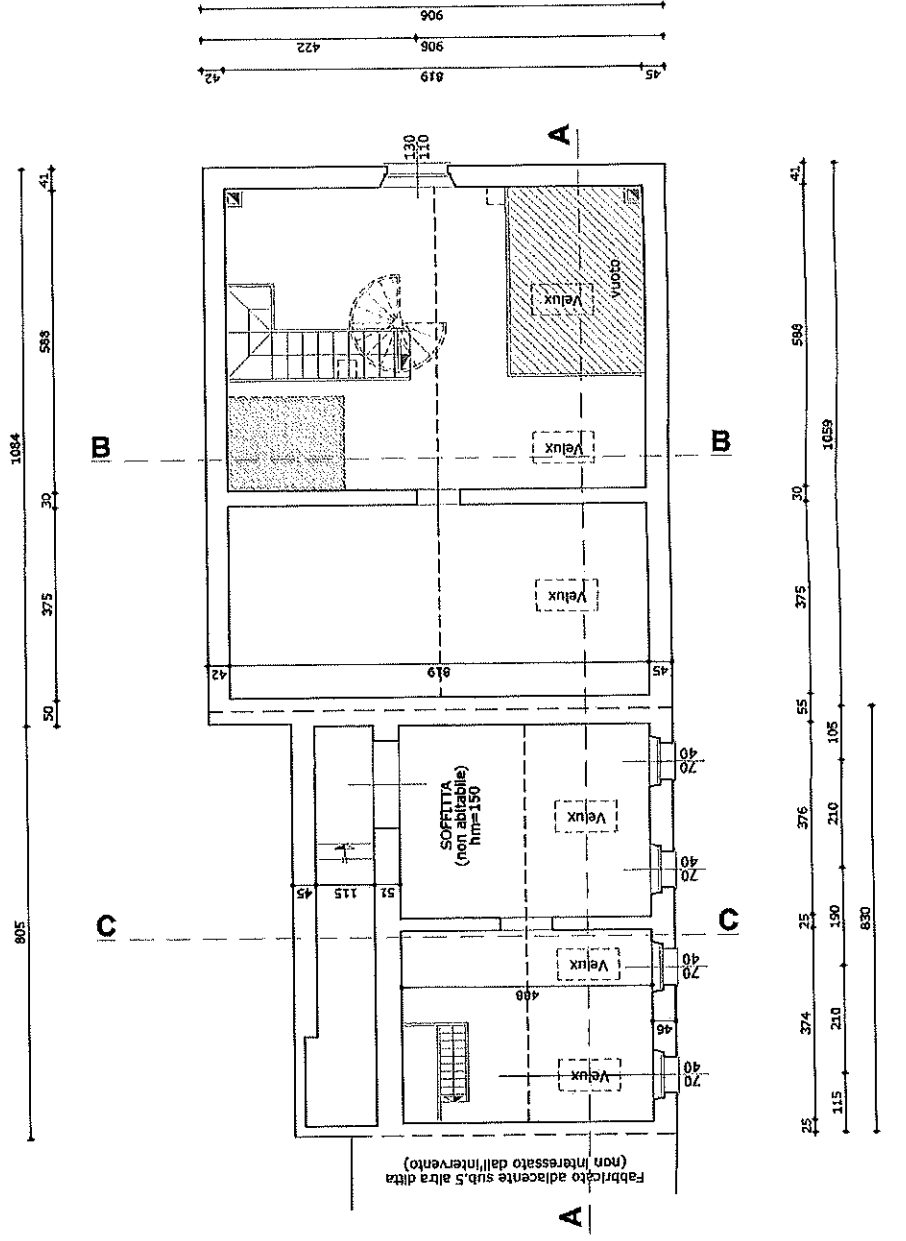 906
422
906
42
819
45
1084
41
588
30
375
50
805
B
B
A
A
C
C
130
110
Velux
vuoto
Velux
Velux
42
819
45
SOFFITTA
(non abitabile)
hm=150
Velux
Velux
Velux
45
115
51
488
46
40
70
40
70
40
70
40
70
Fabbricato adiacente sub.5 altra ditta
(non interessato dall'intervento)
41
588
30
375
55
376
25
374
25
1059
105
210
190
210
115
830